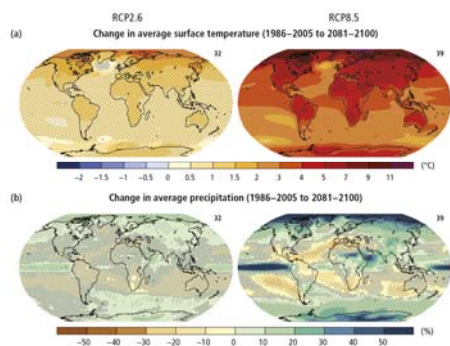 RCP2.6 RCP8.5
(a) Change in average surface temperature (1986–2005 to 2081–2100)
32 39
(°C)
−2 −1.5 −1 −0.5 0 0.5 1 1.5 2 3 4 5 7 9 11
(b) Change in average precipitation (1986–2005 to 2081–2100)
32 39
(%)
−50 −40 −30 −20 −10 0 10 20 30 40 50